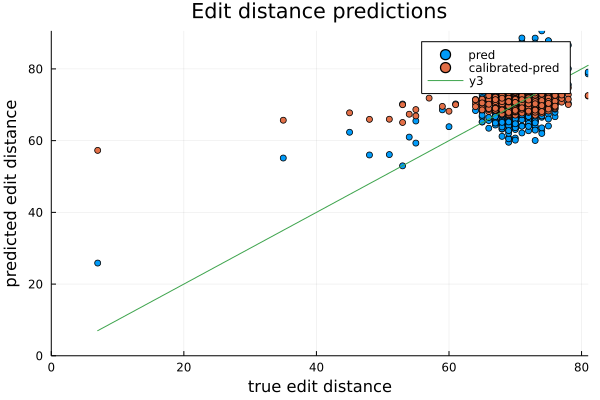 Edit distance predictions
pred
calibrated-pred
y3
predicted edit distance
80
60
40
20
0
0 20 40 60 80
true edit distance